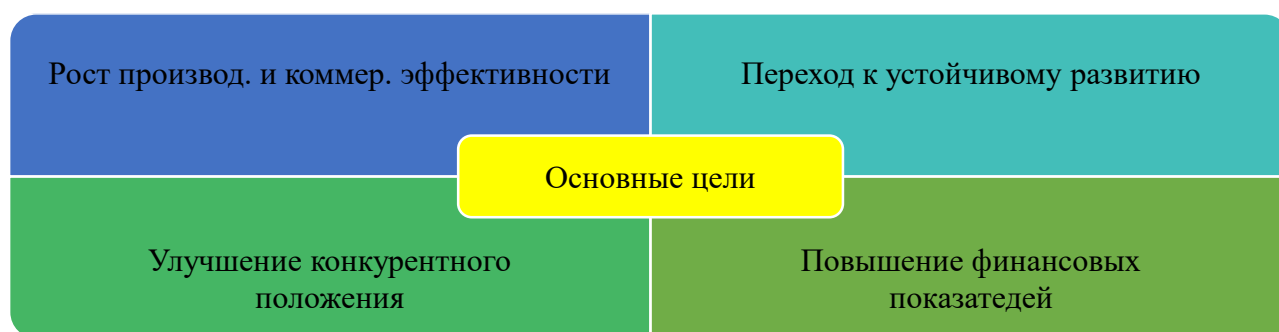 Рост производ. и коммер. эффективности
Переход к устойчивому развитию
Основные цели
Улучшение конкурентного
положения
Повышение финансовых
показатедей